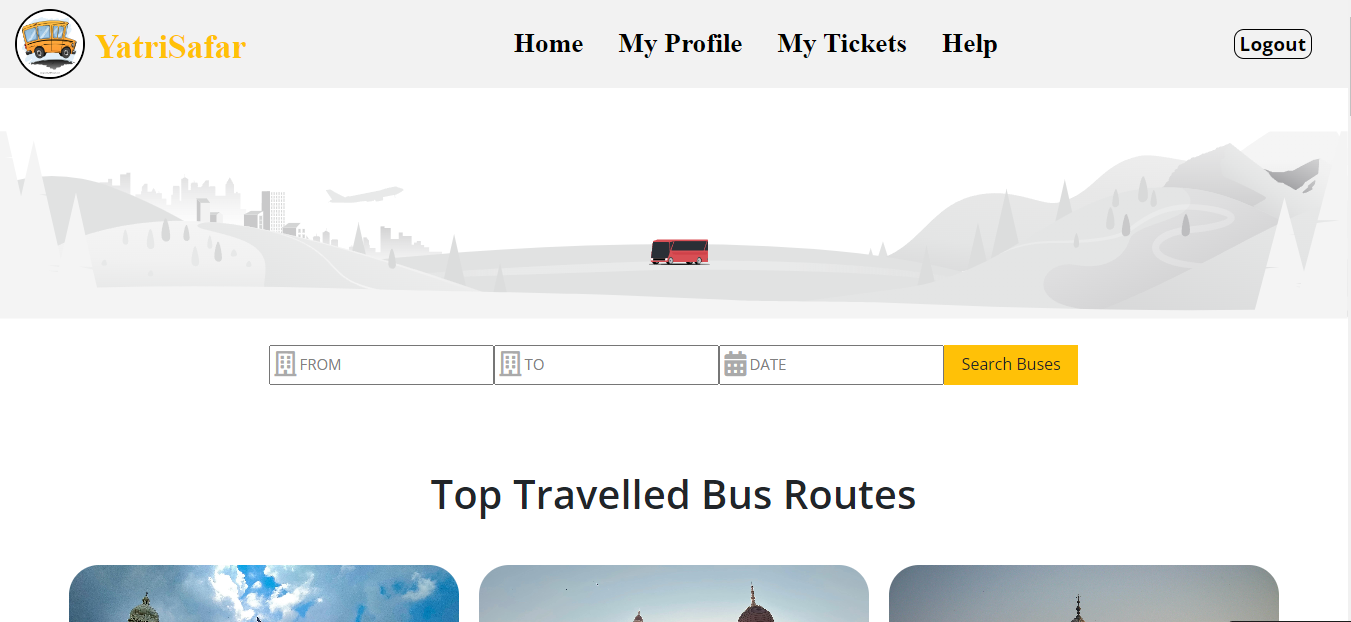 YatriSafar
Home My Profile My Tickets Help
Logout
FROM TO DATE Search Buses
Top Travelled Bus Routes